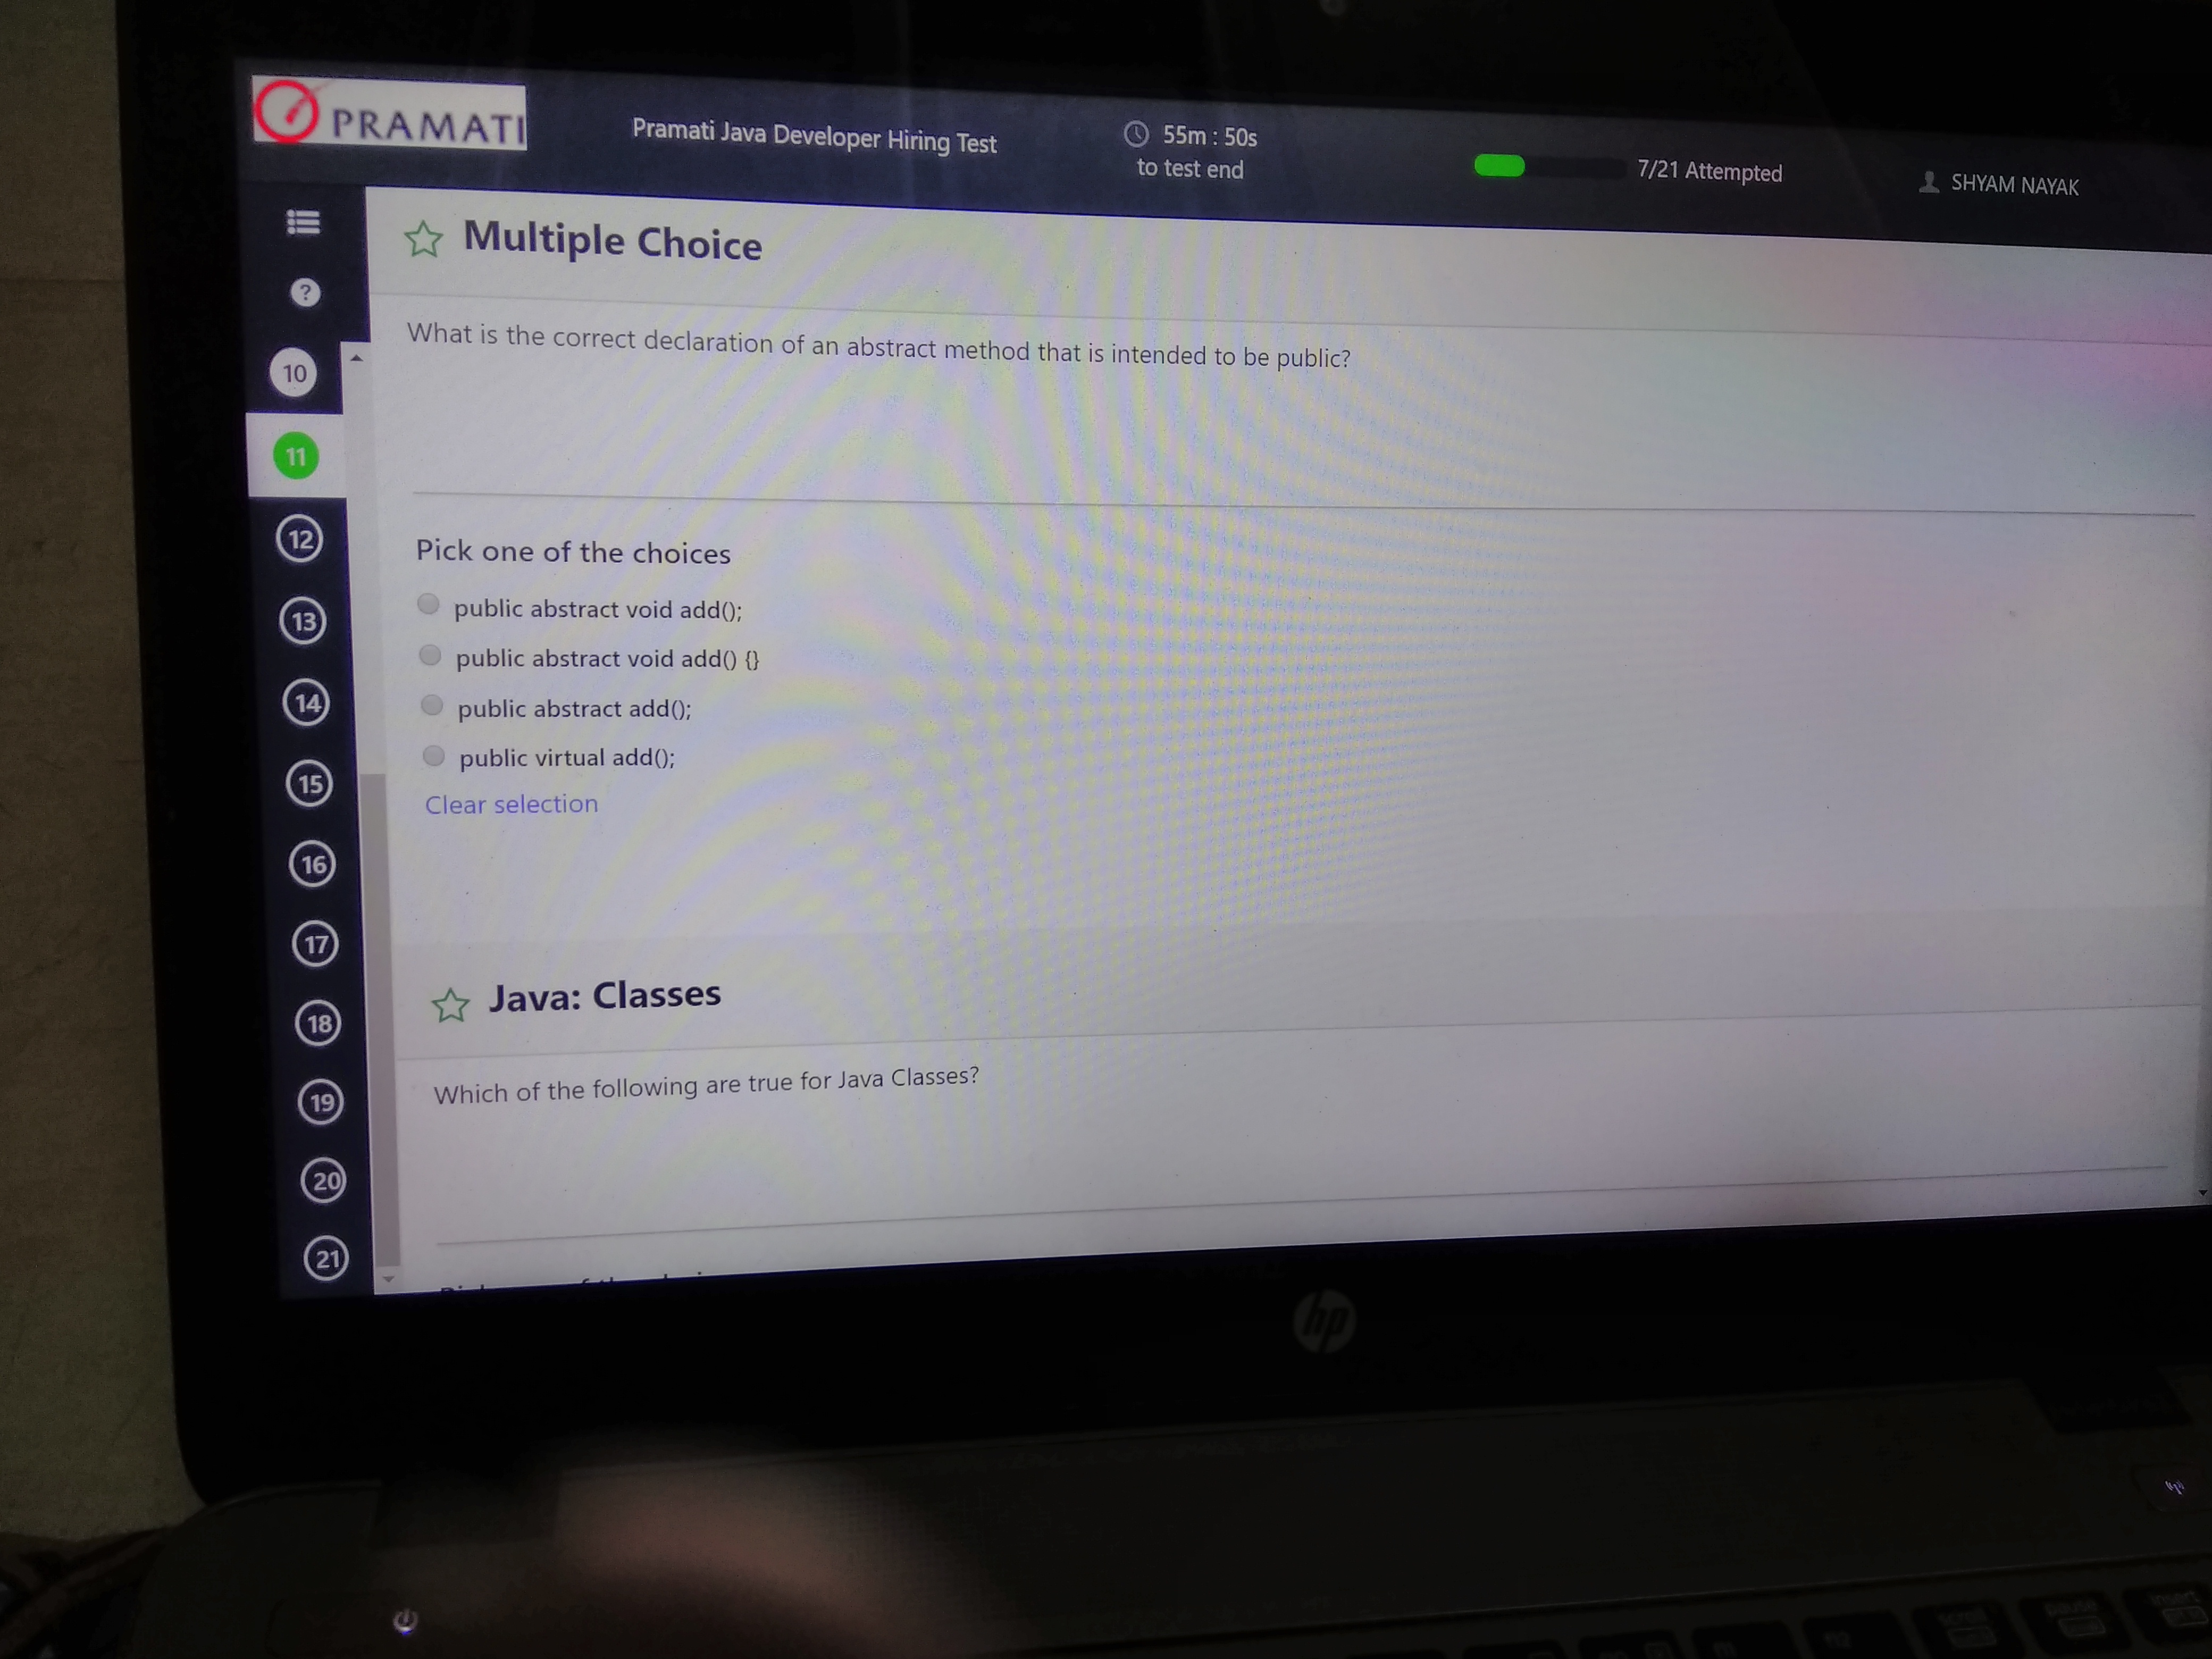 PRAMATI
Pramati Java Developer Hiring Test
55m : 50s
to test end
7/21 Attempted
SHYAM NAYAK
?
Multiple Choice
What is the correct declaration of an abstract method that is intended to be public?
10
11
12
13
14
15
16
17
18
19
20
21
Pick one of the choices
public abstract void add();
public abstract void add() {}
public abstract add();
public virtual add();
Clear selection
Java: Classes
Which of the following are true for Java Classes?
hp
insert